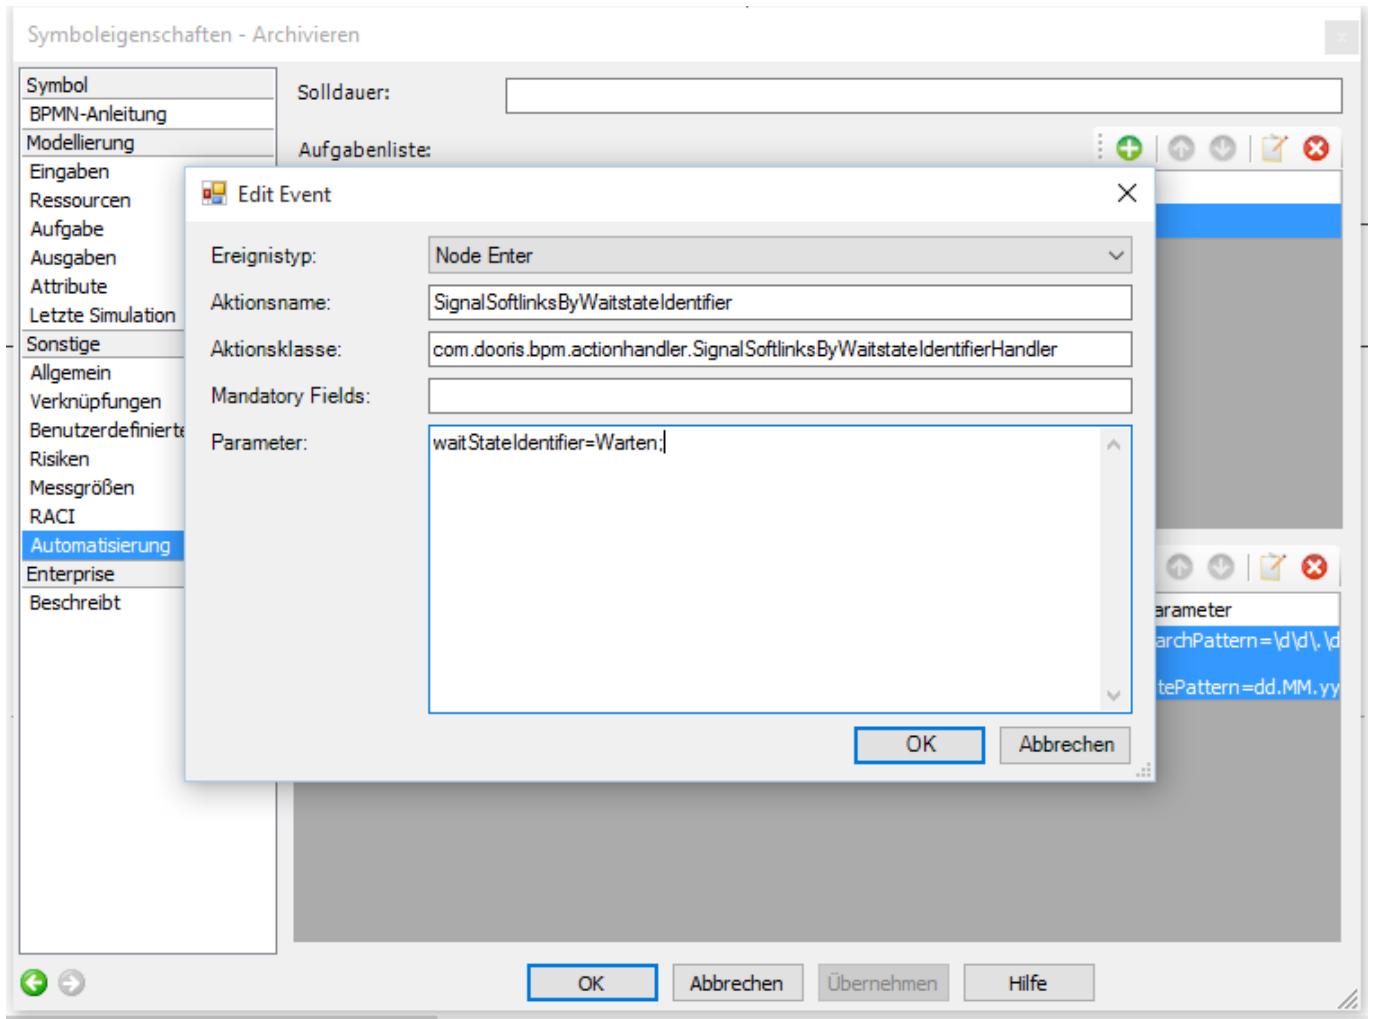 Symboleigenschaften - Archivieren
Symbol
BPMN-Anleitung
Modellierung
Eingaben
Ressourcen
Aufgabe
Ausgaben
Attribute
Letzte Simulation
Sonstige
Allgemein
Verknüpfungen
Benutzerdefinierte
Risiken
Messgrößen
RACI
Automatisierung
Enterprise
Beschreibt
Solldauer:
Aufgabenliste:
Edit Event
Ereignistyp: Node Enter
Aktionsname: SignalSoftlinksByWaitstateIdentifier
Aktionsklasse: com.dooris.bpm.actionhandler.SignalSoftlinksByWaitstateIdentifierHandler
Mandatory Fields:
Parameter: waitStateIdentifier=Warten;
OK Abbrechen
arameter
archPattern=\d\d\.\d
tePattern=dd.MM.yy
OK Abbrechen Übernehmen Hilfe